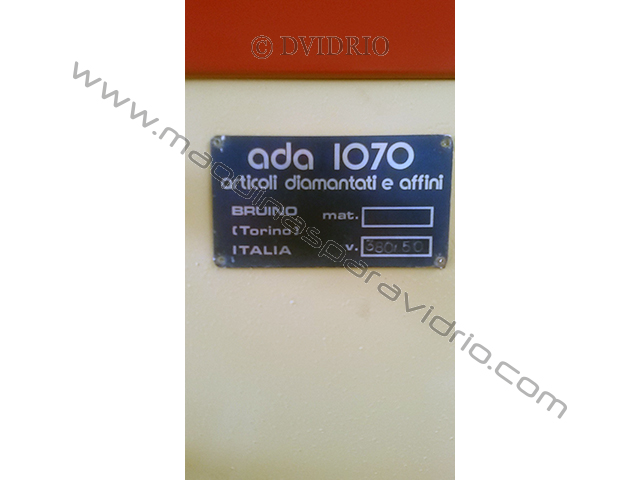 © DVIDRIO
www.maquinasparavidrio.com
ada 1070
articoli diamantati e affini
BRUINO mat.
(Torino)
ITALIA v. 380 50